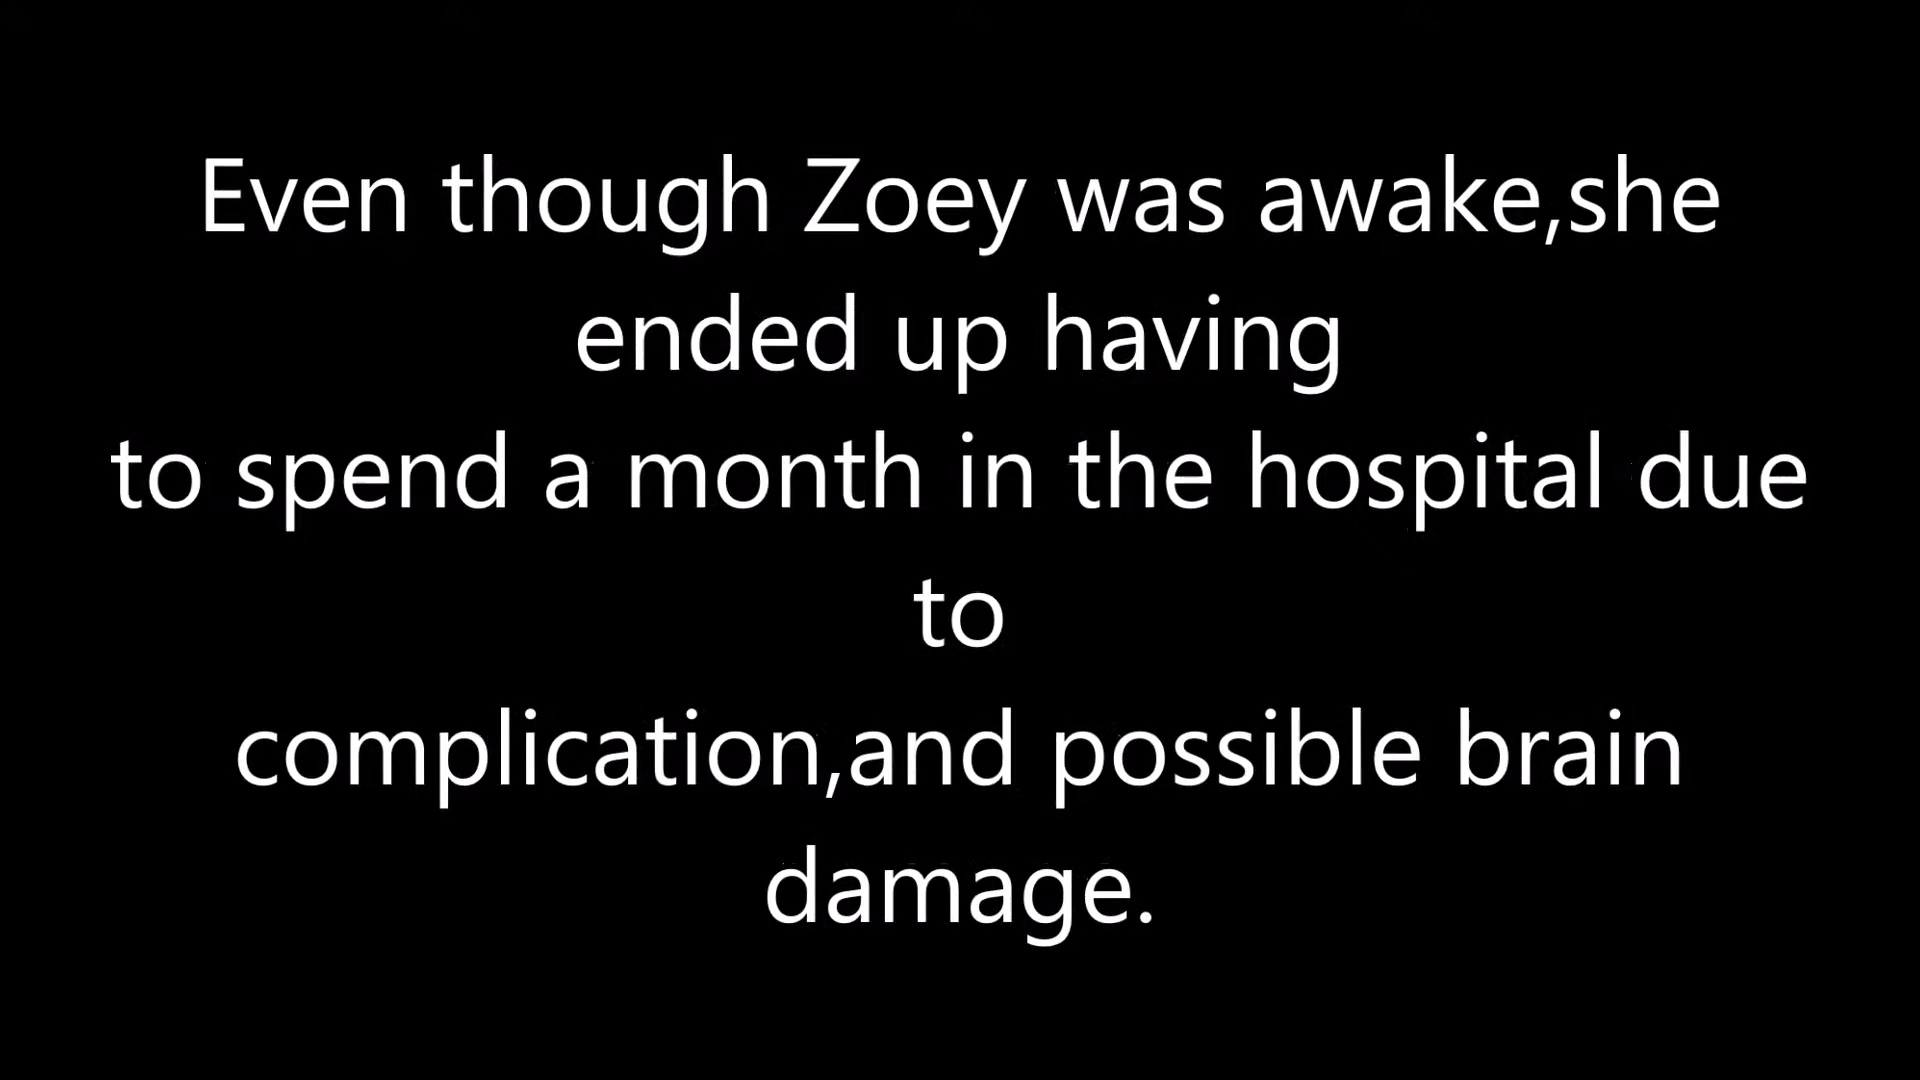 Even though Zoey was awake,she
ended up having
to spend a month in the hospital due
to
complication,and possible brain
damage.